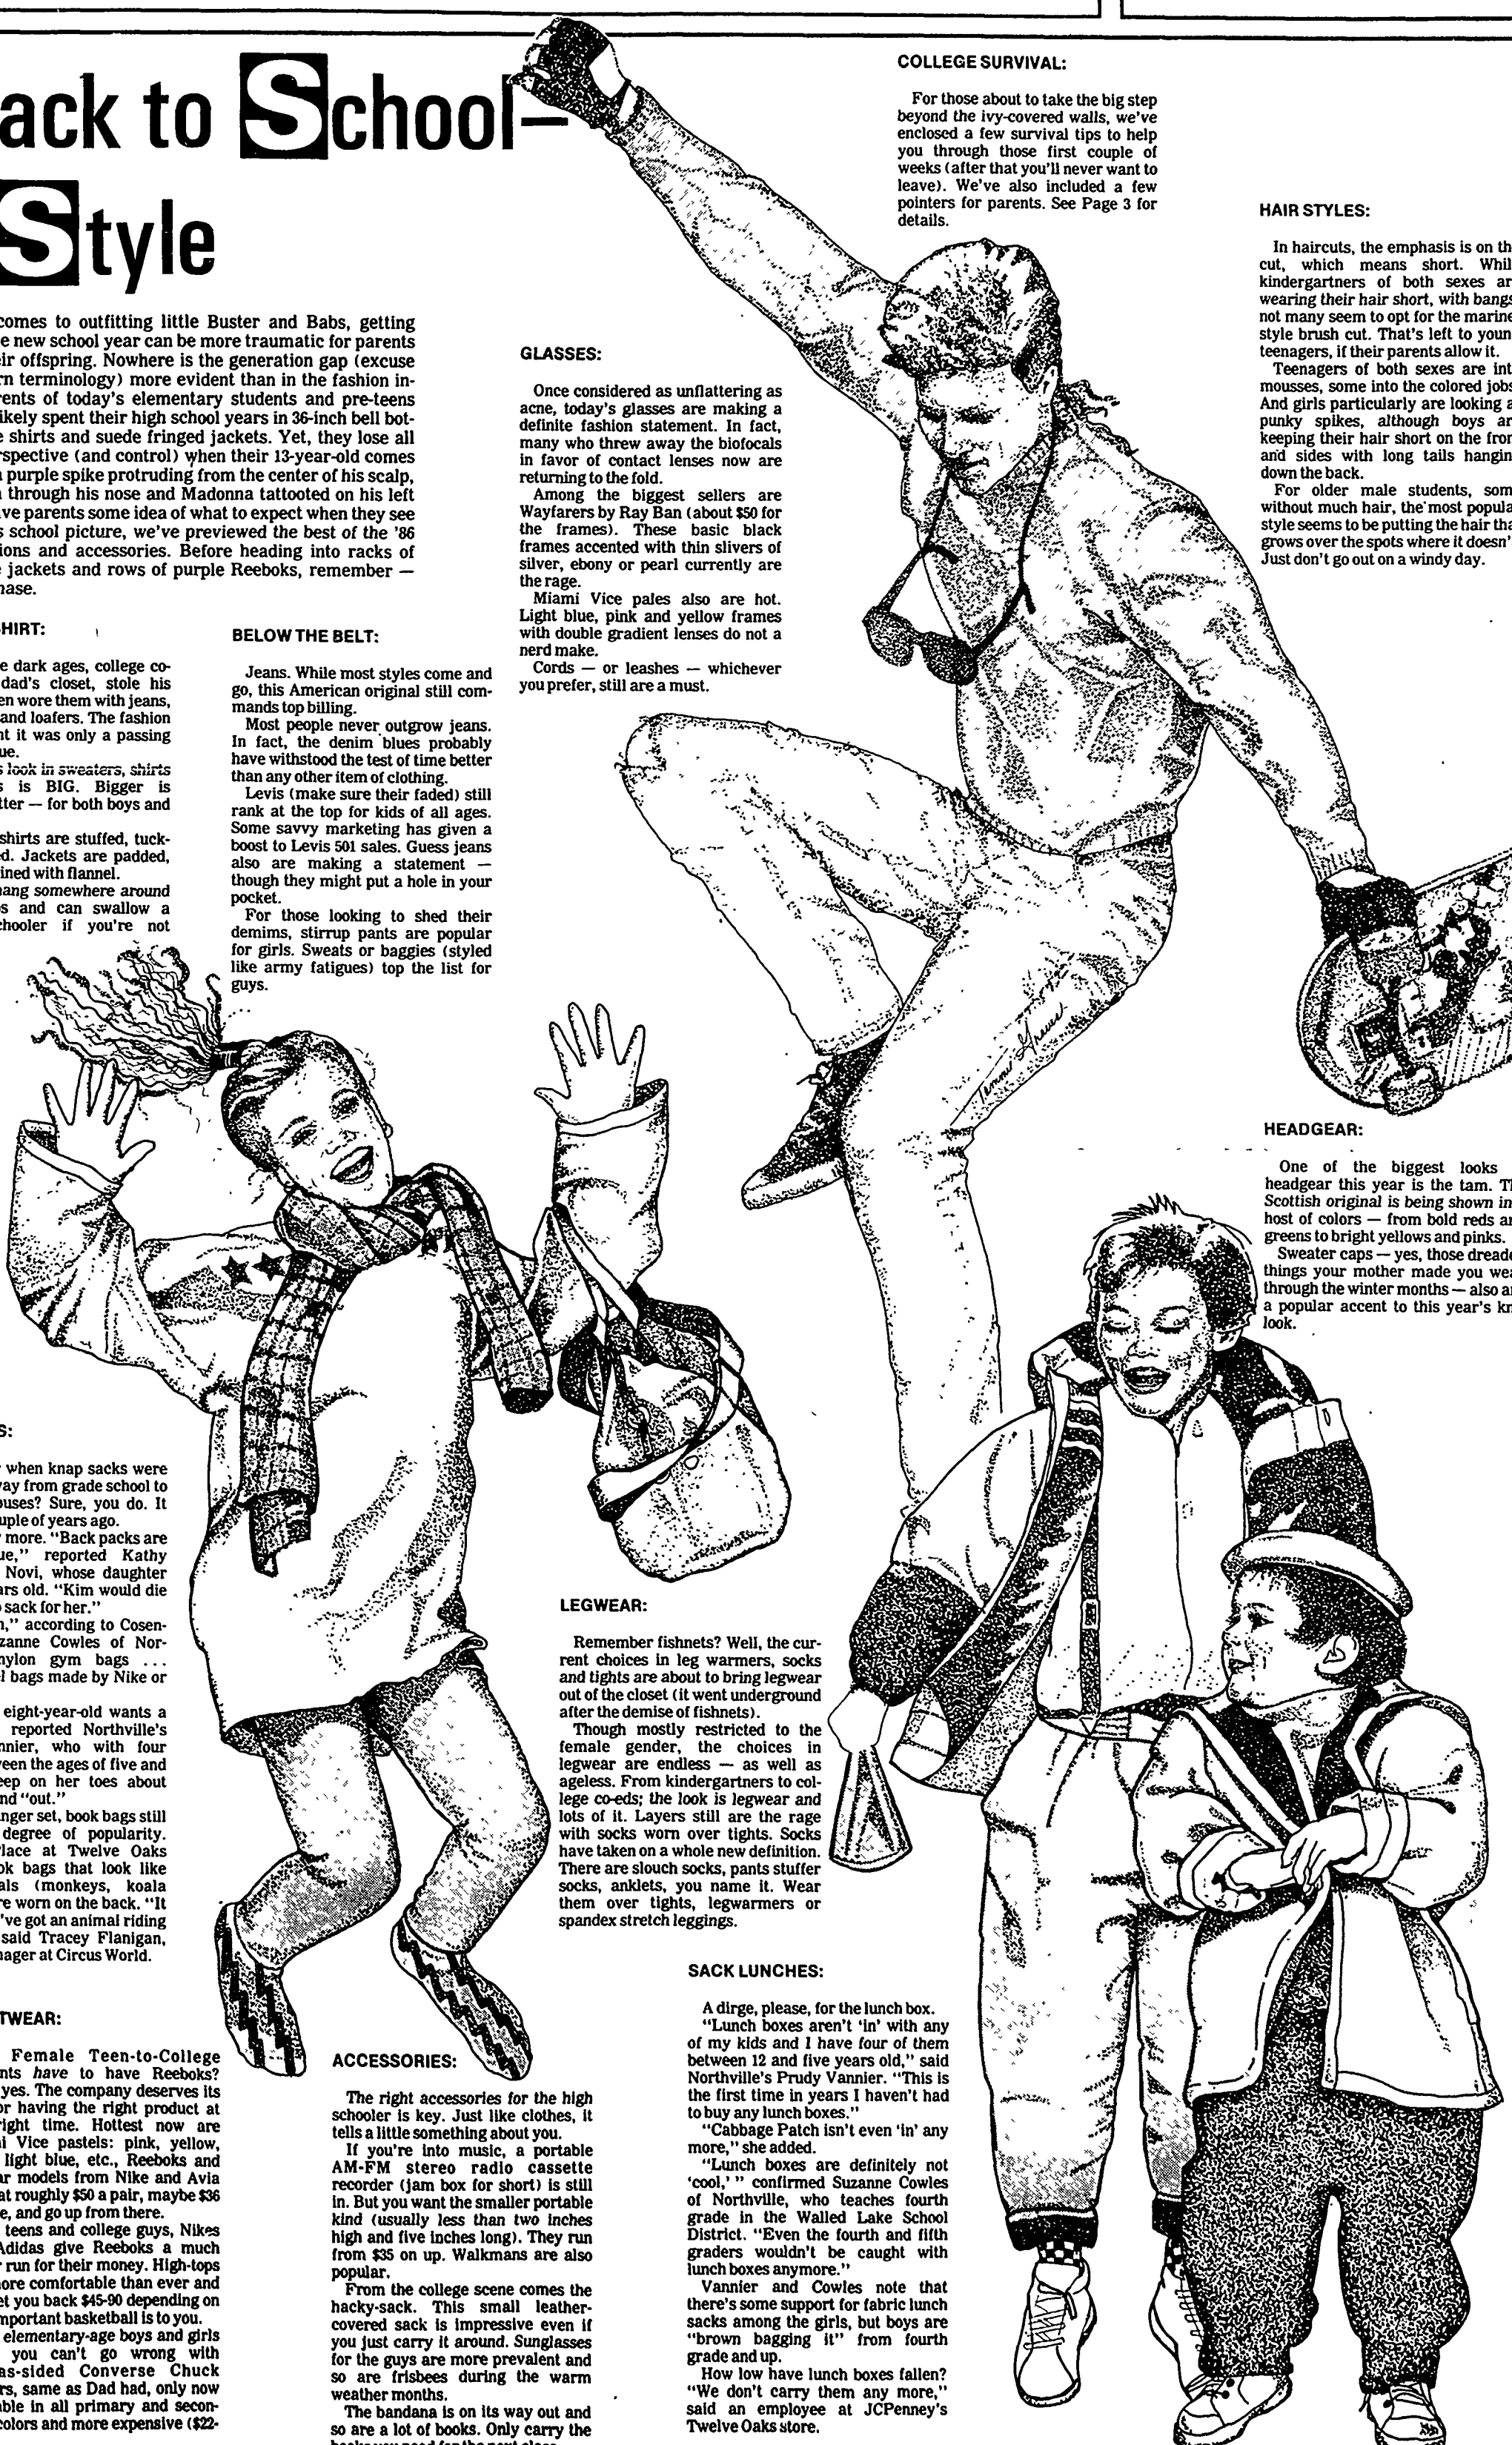 ack to School—
Style
comes to outfitting little Buster and Babs, getting
e new school year can be more traumatic for parents
ir offspring. Nowhere is the generation gap (excuse
rn terminology) more evident than in the fashion in-
rents of today's elementary students and pre-teens
ikely spent their high school years in 36-inch bell bot-
e shirts and suede fringed jackets. Yet, they lose all
rspective (and control) when their 13-year-old comes
purple spike protruding from the center of his scalp,
through his nose and Madonna tattooted on his left
ve parents some idea of what to expect when they see
s school picture, we've previewed the best of the '86
ions and accessories. Before heading into racks of
jackets and rows of purple Reeboks, remember —
hase.
HIRT:
e dark ages, college co-
dad's closet, stole his
en wore them with jeans,
and loafers. The fashion
nt it was only a passing
ue.
s look in sweaters, shirts
s is BIG. Bigger is
tter — for both boys and
shirts are stuffed, tuck-
d. Jackets are padded,
ined with flannel.
ang somewhere around
s and can swallow a
chooler if you're not
S:
when knap sacks were
ay from grade school to
ouses? Sure, you do. It
uple of years ago.
more. "Back packs are
ue," reported Kathy
Novi, whose daughter
ars old. "Kim would die
sack for her."
n," according to Cosen-
zanne Cowles of Nor-
nylon gym bags ...
l bags made by Nike or
eight-year-old wants a
reported Northville's
nnier, who with four
veen the ages of five and
eep on her toes about
nd "out."
nger set, book bags still
degree of popularity.
lace at Twelve Oaks
ok bags that look like
als (monkeys, koala
re worn on the back. "It
've got an animal riding
said Tracey Flanigan,
nager at Circus World.
TWEAR:
Female Teen-to-College
nts have to have Reeboks?
yes. The company deserves its
or having the right product at
right time. Hottest now are
i Vice pastels: pink, yellow,
light blue, etc., Reeboks and
ar models from Nike and Avia
at roughly $50 a pair, maybe $36
e, and go up from there.
teens and college guys, Nikes
Adidas give Reeboks a much
run for their money. High-tops
ore comfortable than ever and
et you back $45-90 depending on
mportant basketball is to you.
elementary-age boys and girls
you can't go wrong with
as-sided Converse Chuck
rs, same as Dad had, only now
ble in all primary and secon-
colors and more expensive ($22-
BELOW THE BELT:
Jeans. While most styles come and
go, this American original still com-
mands top billing.
Most people never outgrow jeans.
In fact, the denim blues probably
have withstood the test of time better
than any other item of clothing.
Levis (make sure their faded) still
rank at the top for kids of all ages.
Some savvy marketing has given a
boost to Levis 501 sales. Guess jeans
also are making a statement —
though they might put a hole in your
pocket.
For those looking to shed their
demims, stirrup pants are popular
for girls. Sweats or baggies (styled
like army fatigues) top the list for
guys.
ACCESSORIES:
The right accessories for the high
schooler is key. Just like clothes, it
tells a little something about you.
If you're into music, a portable
AM-FM stereo radio cassette
recorder (jam box for short) is still
in. But you want the smaller portable
kind (usually less than two inches
high and five inches long). They run
from $35 on up. Walkmans are also
popular.
From the college scene comes the
hacky-sack. This small leather-
covered sack is impressive even if
you just carry it around. Sunglasses
for the guys are more prevalent and
so are frisbees during the warm
weather months.
The bandana is on its way out and
so are a lot of books. Only carry the
GLASSES:
Once considered as unflattering as
acne, today's glasses are making a
definite fashion statement. In fact,
many who threw away the biofocals
in favor of contact lenses now are
returning to the fold.
Among the biggest sellers are
Wayfarers by Ray Ban (about $50 for
the frames). These basic black
frames accented with thin slivers of
silver, ebony or pearl currently are
the rage.
Miami Vice pales also are hot.
Light blue, pink and yellow frames
with double gradient lenses do not a
nerd make.
Cords — or leashes — whichever
you prefer, still are a must.
LEGWEAR:
Remember fishnets? Well, the cur-
rent choices in leg warmers, socks
and tights are about to bring legwear
out of the closet (it went underground
after the demise of fishnets).
Though mostly restricted to the
female gender, the choices in
legwear are endless — as well as
ageless. From kindergartners to col-
lege co-eds; the look is legwear and
lots of it. Layers still are the rage
with socks worn over tights. Socks
have taken on a whole new definition.
There are slouch socks, pants stuffer
socks, anklets, you name it. Wear
them over tights, legwarmers or
spandex stretch leggings.
SACK LUNCHES:
A dirge, please, for the lunch box.
"Lunch boxes aren't 'in' with any
of my kids and I have four of them
between 12 and five years old," said
Northville's Prudy Vannier. "This is
the first time in years I haven't had
to buy any lunch boxes."
"Cabbage Patch isn't even 'in' any
more," she added.
"Lunch boxes are definitely not
'cool,' " confirmed Suzanne Cowles
of Northville, who teaches fourth
grade in the Walled Lake School
District. "Even the fourth and fifth
graders wouldn't be caught with
lunch boxes anymore."
Vannier and Cowles note that
there's some support for fabric lunch
sacks among the girls, but boys are
"brown bagging it" from fourth
grade and up.
How low have lunch boxes fallen?
"We don't carry them any more,"
said an employee at JCPenney's
Twelve Oaks store.
COLLEGE SURVIVAL:
For those about to take the big step
beyond the ivy-covered walls, we've
enclosed a few survival tips to help
you through those first couple of
weeks (after that you'll never want to
leave). We've also included a few
pointers for parents. See Page 3 for
details.
HAIR STYLES:
In haircuts, the emphasis is on th
cut, which means short. Whil
kindergartners of both sexes ar
wearing their hair short, with bangs
not many seem to opt for the marine
style brush cut. That's left to youn
teenagers, if their parents allow it.
Teenagers of both sexes are int
mousses, some into the colored jobs
And girls particularly are looking a
punky spikes, although boys ar
keeping their hair short on the fron
and sides with long tails hangin
down the back.
For older male students, som
without much hair, the most popula
style seems to be putting the hair tha
grows over the spots where it doesn'
Just don't go out on a windy day.
HEADGEAR:
One of the biggest looks
headgear this year is the tam. Th
Scottish original is being shown in
host of colors — from bold reds an
greens to bright yellows and pinks.
Sweater caps — yes, those dreade
things your mother made you wea
through the winter months — also ar
a popular accent to this year's kn
look.